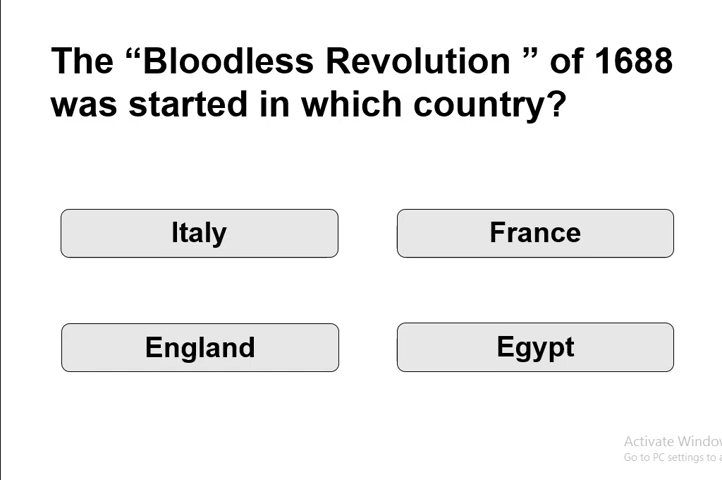 The “Bloodless Revolution ” of 1688
was started in which country?
Italy
France
England
Egypt
Activate Window
Go to PC settings to a